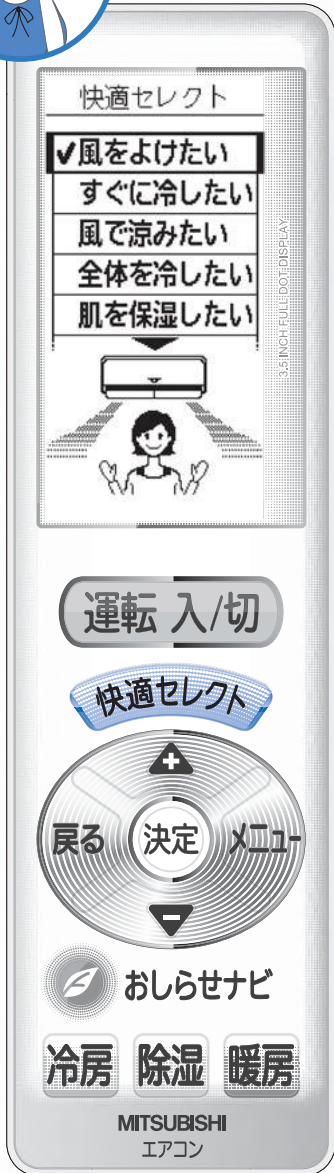 快適セレクト
✔風をよけたい
すぐに冷したい
風で涼みたい
全体を冷したい
肌を保湿したい
3.5 INCH FULL DOT DISPLAY
運転 入/切
快適セレクト
+
戻る 決定 メニュー
-
おしらせナビ
冷房 除湿 暖房
MITSUBISHI
エアコン